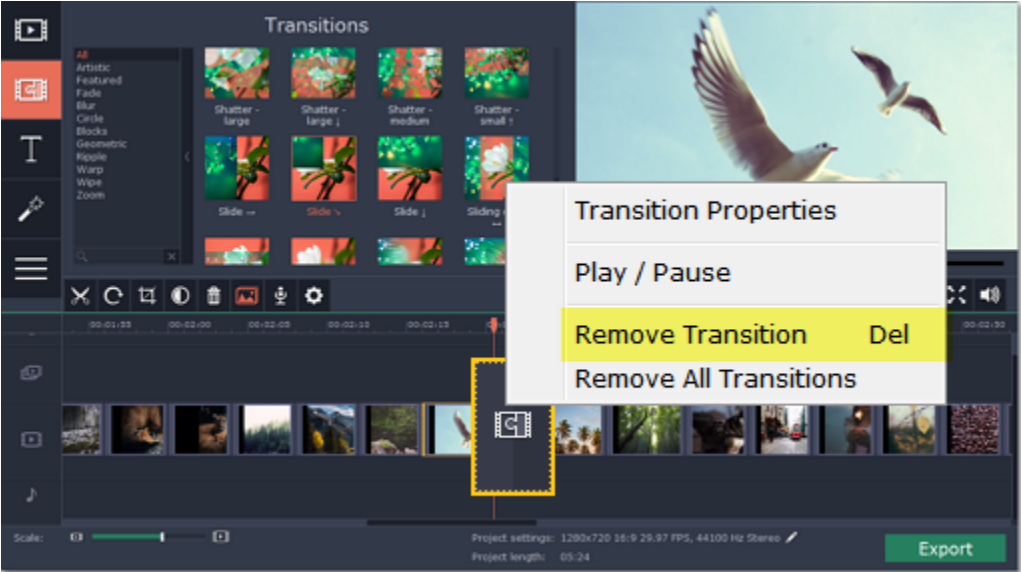 Transitions
All
Artistic
Featured
Fade
Blur
Circle
Blocks
Geometric
Ripple
Warp
Wipe
Zoom
Shatter -
large
Shatter -
large ↓
Shatter -
medium
Shatter -
small ↑
Slide →
Slide ↘
Slide ↓
Sliding
Transition Properties
Play / Pause
Remove Transition Del
Remove All Transitions
T
00:01:55 00:02:00 00:02:05 00:02:10 00:02:15 00:02:50
Scale:
Project settings: 1280x720 16:9 29.97 FPS, 44100 Hz Stereo
Project length: 05:24
Export